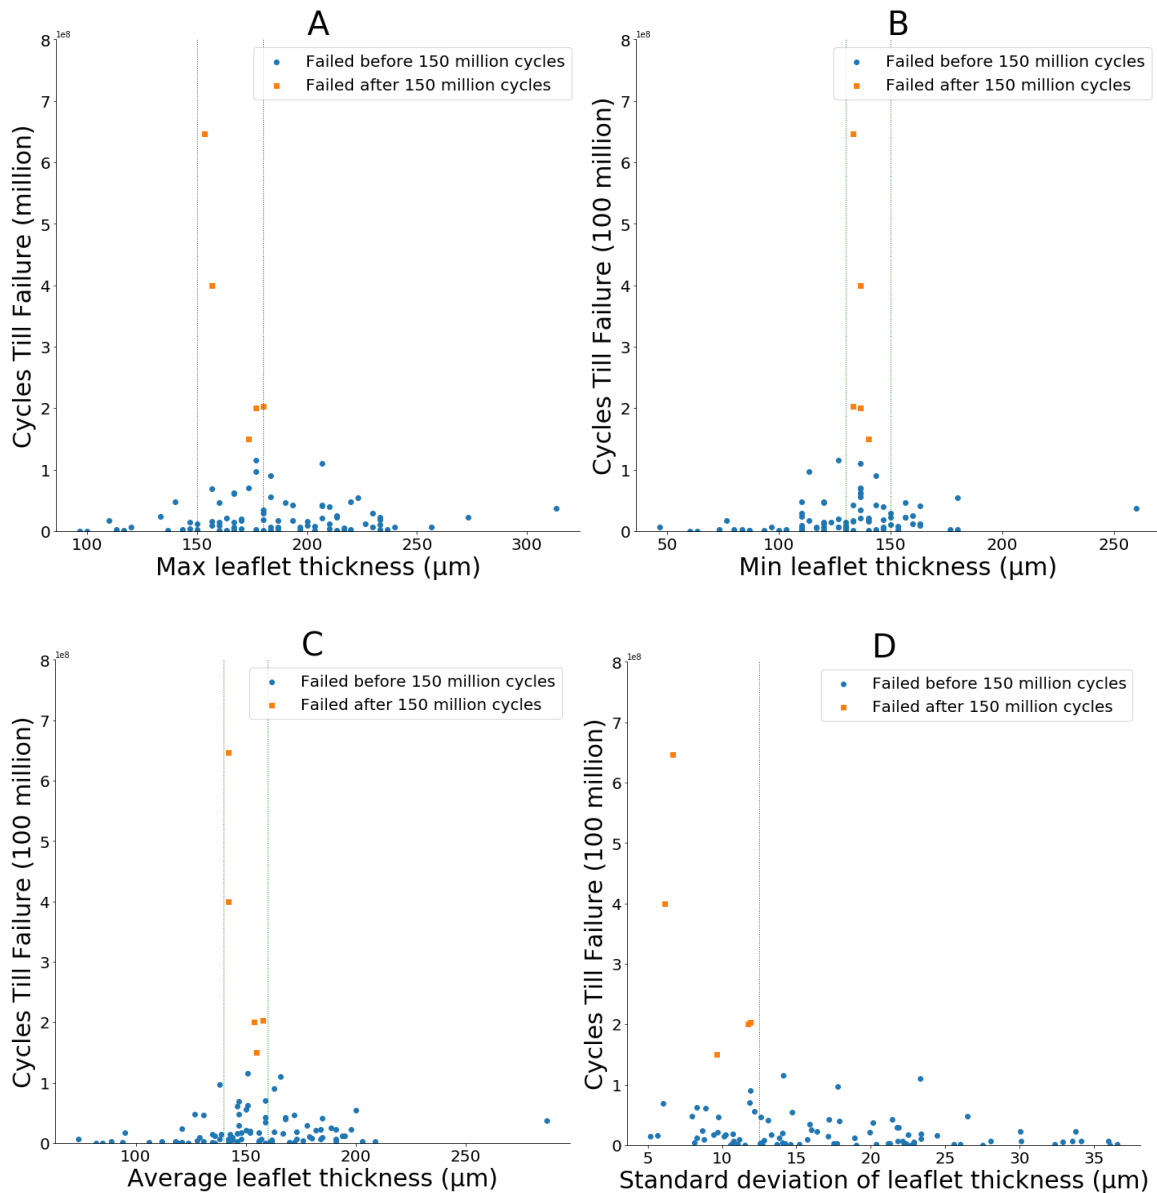 A
1e8
Failed before 150 million cycles
Failed after 150 million cycles
8
7
6
5
4
3
2
1
0
Cycles Till Failure (million)
100 150 200 250 300
Max leaflet thickness (μm)
B
1e8
Failed before 150 million cycles
Failed after 150 million cycles
8
7
6
5
4
3
2
1
0
Cycles Till Failure (100 million)
50 100 150 200 250
Min leaflet thickness (μm)
C
1e8
Failed before 150 million cycles
Failed after 150 million cycles
8
7
6
5
4
3
2
1
0
Cycles Till Failure (100 million)
100 150 200 250
Average leaflet thickness (μm)
D
1e8
Failed before 150 million cycles
Failed after 150 million cycles
8
7
6
5
4
3
2
1
0
Cycles Till Failure (100 million)
5 10 15 20 25 30 35
Standard deviation of leaflet thickness (μm)